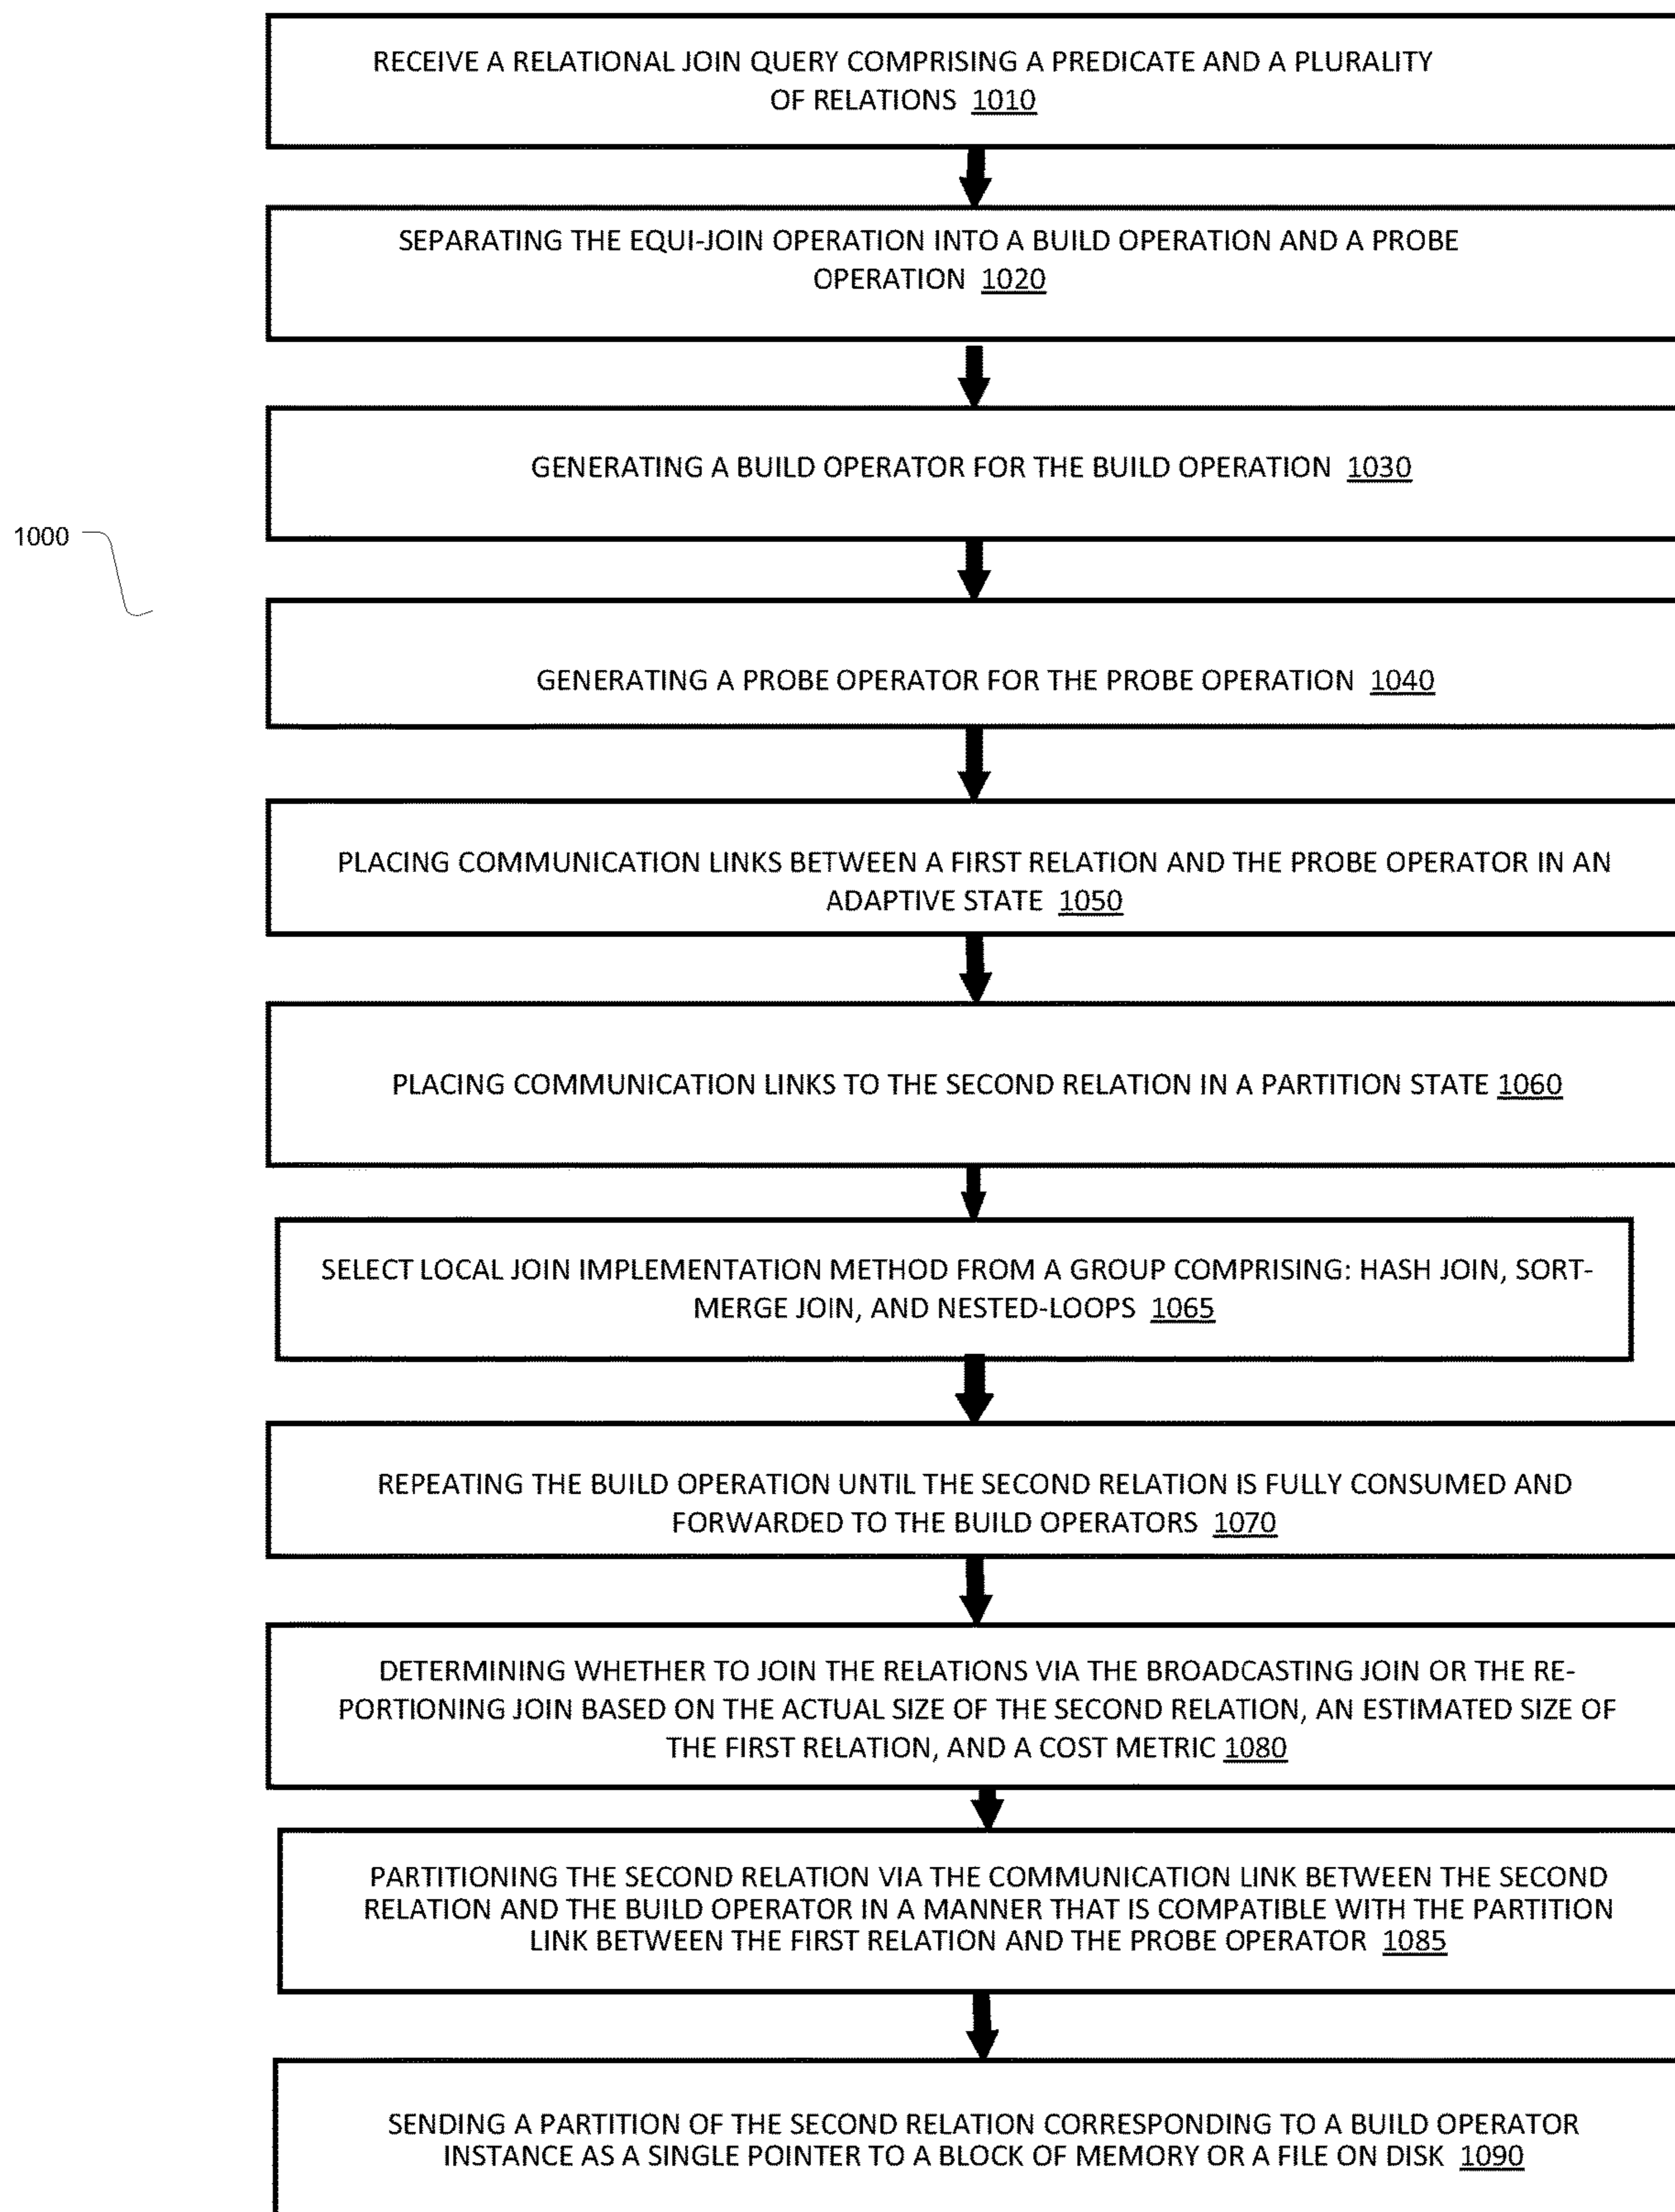 RECEIVE A RELATIONAL JOIN QUERY COMPRISING A PREDICATE AND A PLURALITY
OF RELATIONS 1010
SEPARATING THE EQUI-JOIN OPERATION INTO A BUILD OPERATION AND A PROBE
OPERATION 1020
GENERATING A BUILD OPERATOR FOR THE BUILD OPERATION 1030
1000
GENERATING A PROBE OPERATOR FOR THE PROBE OPERATION 1040
PLACING COMMUNICATION LINKS BETWEEN A FIRST RELATION AND THE PROBE OPERATOR IN AN
ADAPTIVE STATE 1050
PLACING COMMUNICATION LINKS TO THE SECOND RELATION IN A PARTITION STATE 1060
SELECT LOCAL JOIN IMPLEMENTATION METHOD FROM A GROUP COMPRISING: HASH JOIN, SORT-
MERGE JOIN, AND NESTED-LOOPS 1065
REPEATING THE BUILD OPERATION UNTIL THE SECOND RELATION IS FULLY CONSUMED AND
FORWARDED TO THE BUILD OPERATORS 1070
DETERMINING WHETHER TO JOIN THE RELATIONS VIA THE BROADCASTING JOIN OR THE RE-
PORTIONING JOIN BASED ON THE ACTUAL SIZE OF THE SECOND RELATION, AN ESTIMATED SIZE OF
THE FIRST RELATION, AND A COST METRIC 1080
PARTITIONING THE SECOND RELATION VIA THE COMMUNICATION LINK BETWEEN THE SECOND
RELATION AND THE BUILD OPERATOR IN A MANNER THAT IS COMPATIBLE WITH THE PARTITION
LINK BETWEEN THE FIRST RELATION AND THE PROBE OPERATOR 1085
SENDING A PARTITION OF THE SECOND RELATION CORRESPONDING TO A BUILD OPERATOR
INSTANCE AS A SINGLE POINTER TO A BLOCK OF MEMORY OR A FILE ON DISK 1090